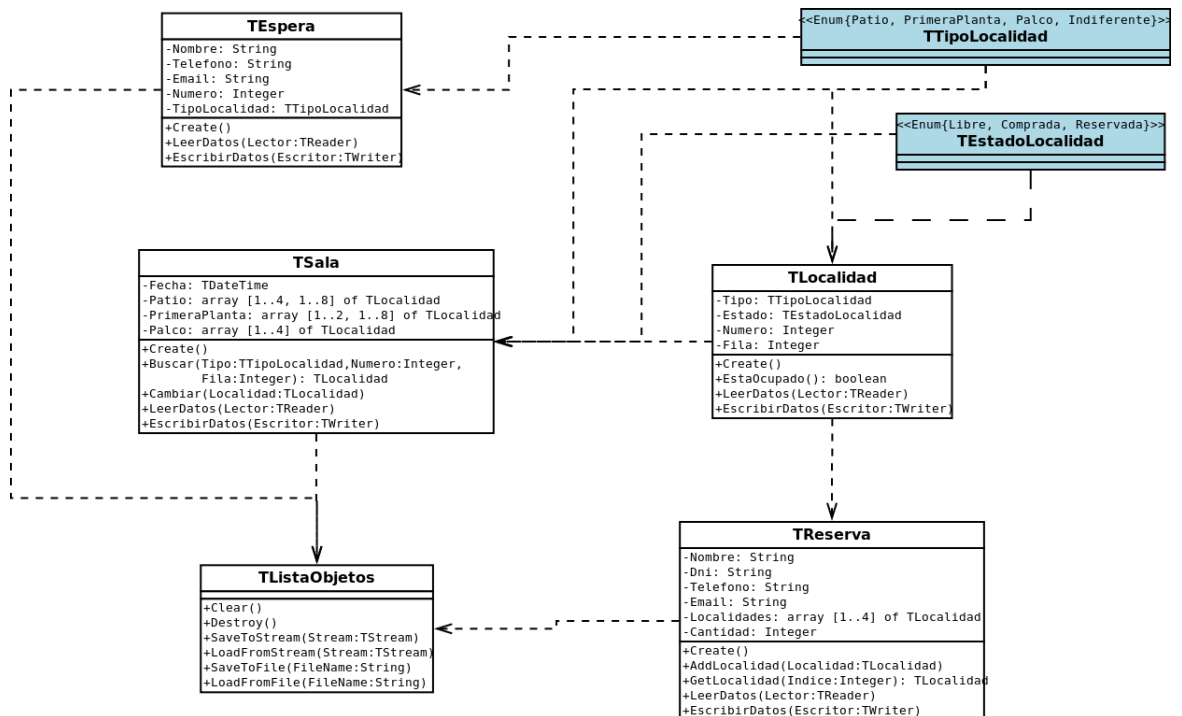 TEspera
-Nombre: String
-Telefono: String
-Email: String
-Numero: Integer
-TipoLocalidad: TTipoLocalidad
+Create()
+LeerDatos(Lector:TReader)
+EscribirDatos(Escritor:TWriter)
<<Enum{Patio, PrimeraPlanta, Palco, Indiferente}>>
TTipoLocalidad
<<Enum{Libre, Comprada, Reservada}>>
TEstadoLocalidad
TSala
-Fecha: TDateTime
-Patio: array [1..4, 1..8] of TLocalidad
-PrimeraPlanta: array [1..2, 1..8] of TLocalidad
-Palco: array [1..4] of TLocalidad
+Create()
+Buscar(Tipo:TTipoLocalidad,Numero:Integer,
Fila:Integer): TLocalidad
+Cambiar(Localidad:TLocalidad)
+LeerDatos(Lector:TReader)
+EscribirDatos(Escritor:TWriter)
TLocalidad
-Tipo: TTipoLocalidad
-Estado: TEstadoLocalidad
-Numero: Integer
-Fila: Integer
+Create()
+EstaOcupado(): boolean
+LeerDatos(Lector:TReader)
+EscribirDatos(Escritor:TWriter)
TListaObjetos
+Clear()
+Destroy()
+SaveToStream(Stream:TStream)
+LoadFromStream(Stream:TStream)
+SaveToFile(FileName:String)
+LoadFromFile(FileName:String)
TReserva
-Nombre: String
-Dni: String
-Telefono: String
-Email: String
-Localidades: array [1..4] of TLocalidad
-Cantidad: Integer
+Create()
+AddLocalidad(Localidad:TLocalidad)
+GetLocalidad(Indice:Integer): TLocalidad
+LeerDatos(Lector:TReader)
+EscribirDatos(Escritor:TWriter)